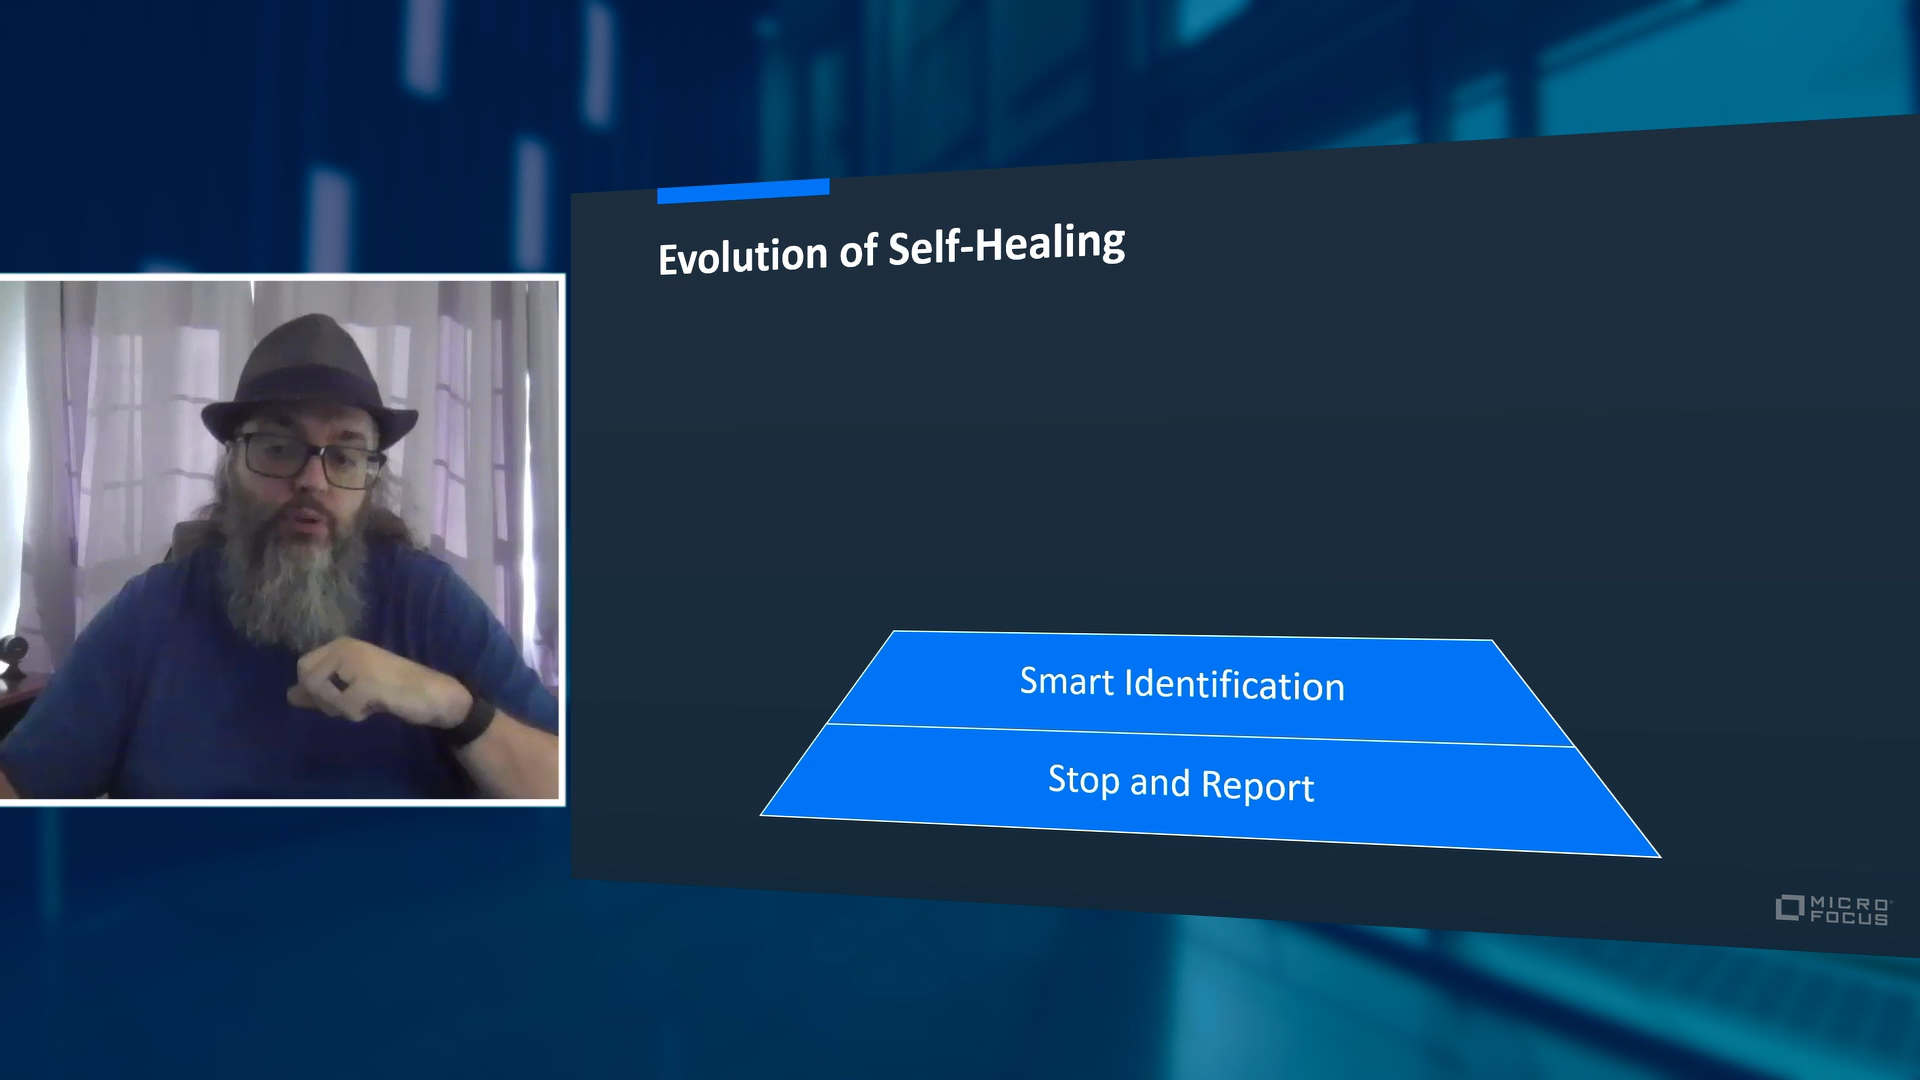 Evolution of Self-Healing
Smart Identification
Stop and Report
MICRO
FOCUS